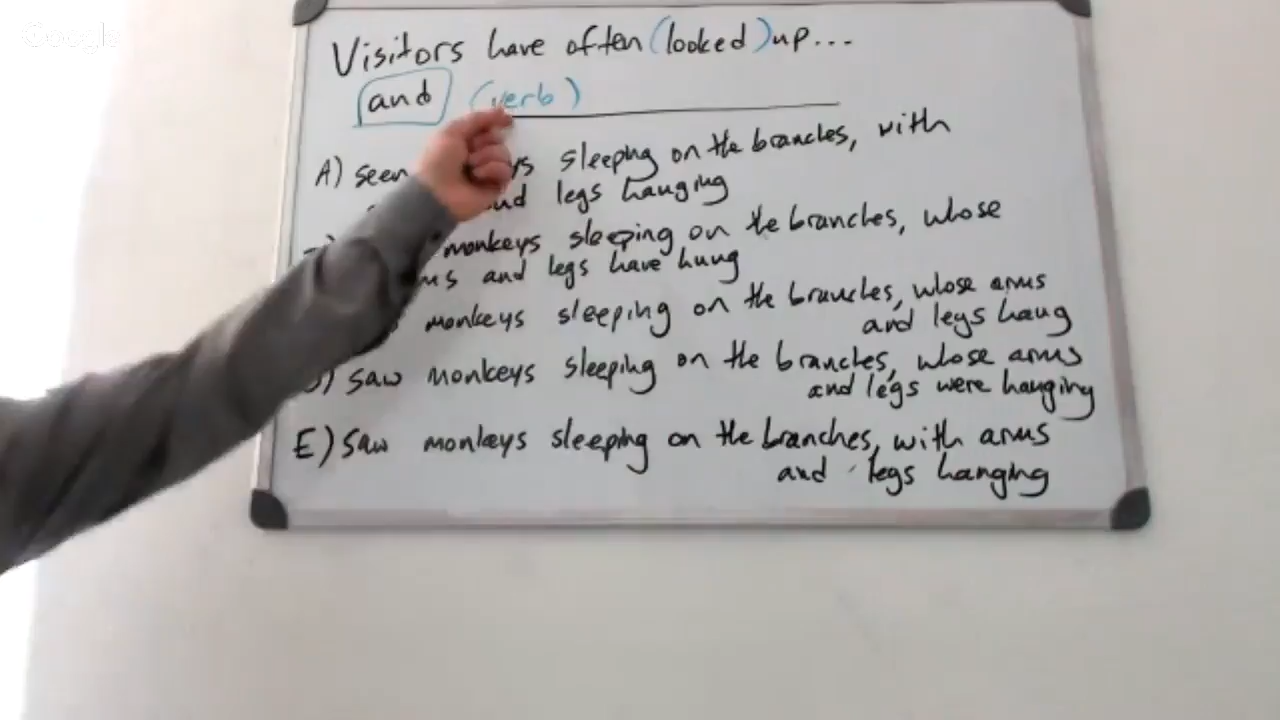 Google
Visitors have often (looked) up...
and (verb)
A) seen sleeping on the branches, with
legs hanging
monkeys sleeping on the branches, whose
and legs have hung
monkeys sleeping on the branches, whose arms
and legs hang
saw monkeys sleeping on the branches, whose arms
and legs were hanging
E) saw monkeys sleeping on the branches, with arms
and legs hanging